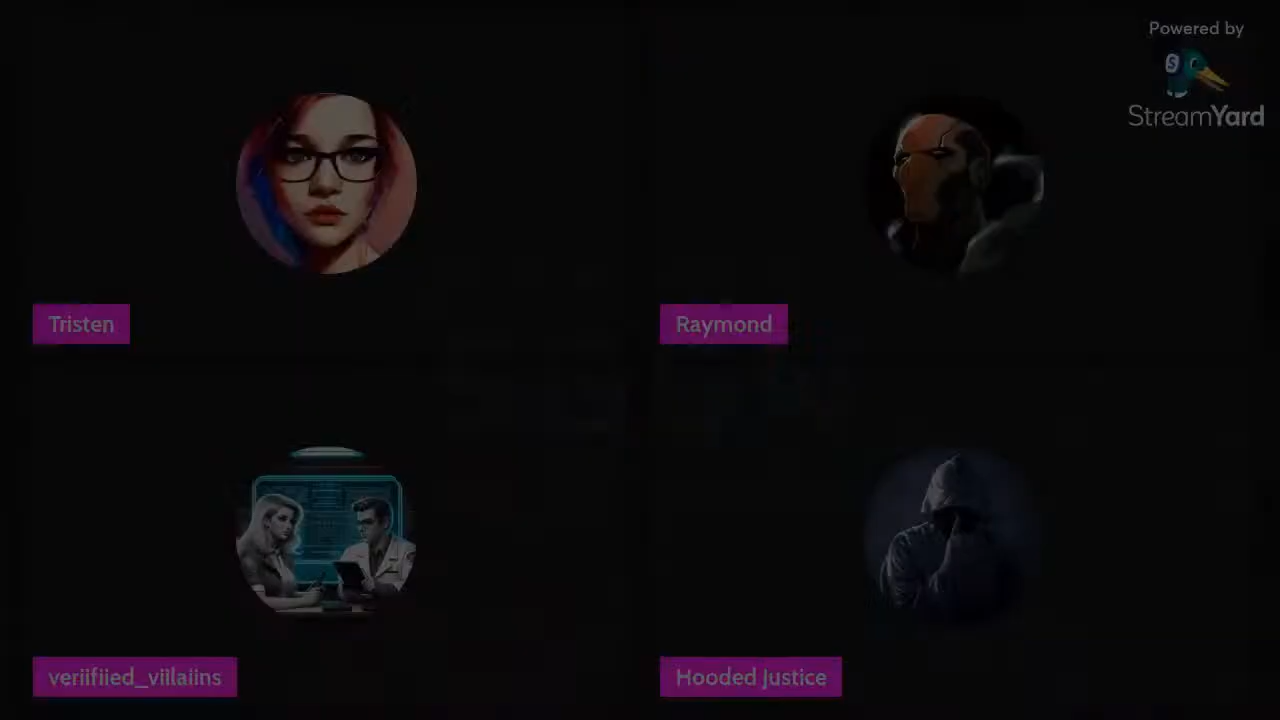 Powered by
StreamYard
Tristen
Raymond
veriifiied_viilaiins
Hooded Justice